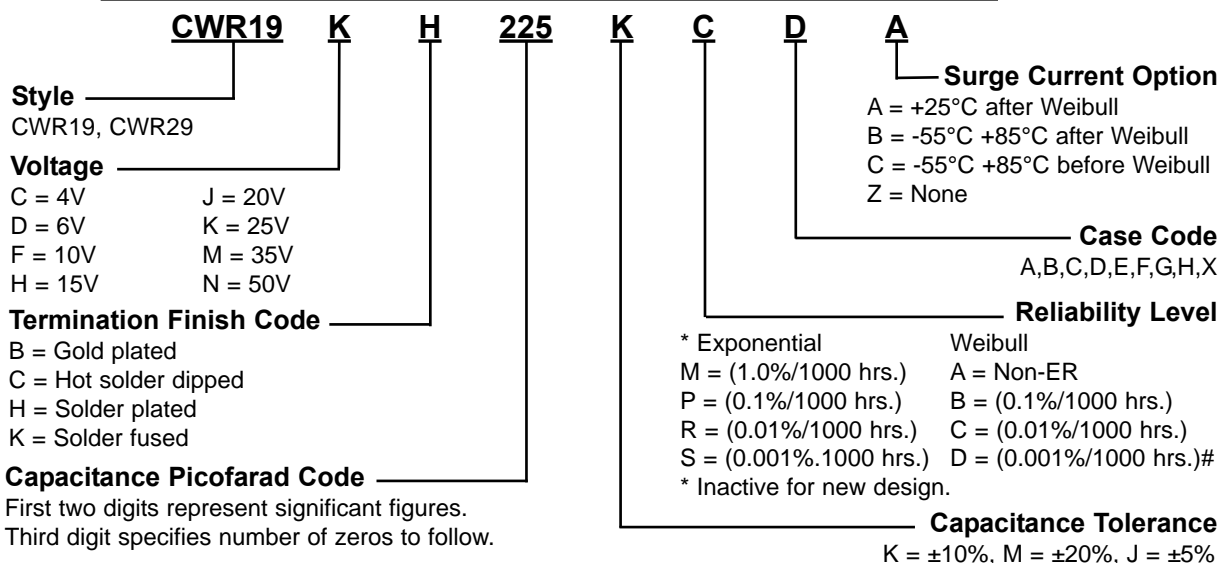 CWR19 K H 225 K C D A
Style
CWR19, CWR29
Voltage
C = 4V J = 20V
D = 6V K = 25V
F = 10V M = 35V
H = 15V N = 50V
Termination Finish Code
B = Gold plated
C = Hot solder dipped
H = Solder plated
K = Solder fused
Capacitance Picofarad Code
First two digits represent significant figures.
Third digit specifies number of zeros to follow.
Surge Current Option
A = +25°C after Weibull
B = -55°C +85°C after Weibull
C = -55°C +85°C before Weibull
Z = None
Case Code
A,B,C,D,E,F,G,H,X
Reliability Level
* Exponential Weibull
M = (1.0%/1000 hrs.) A = Non-ER
P = (0.1%/1000 hrs.) B = (0.1%/1000 hrs.)
R = (0.01%/1000 hrs.) C = (0.01%/1000 hrs.)
S = (0.001%.1000 hrs.) D = (0.001%/1000 hrs.)#
* Inactive for new design.
Capacitance Tolerance
K = ±10%, M = ±20%, J = ±5%